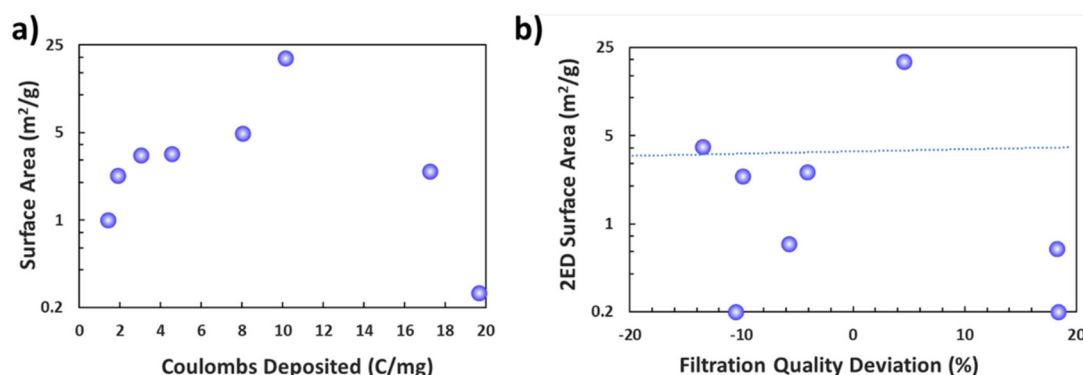 a)
25
5
1
0.2
Surface Area (m²/g)
0 2 4 6 8 10 12 14 16 18 20
Coulombs Deposited (C/mg)
b)
25
5
1
0.2
2ED Surface Area (m²/g)
-20 -10 0 10 20
Filtration Quality Deviation (%)